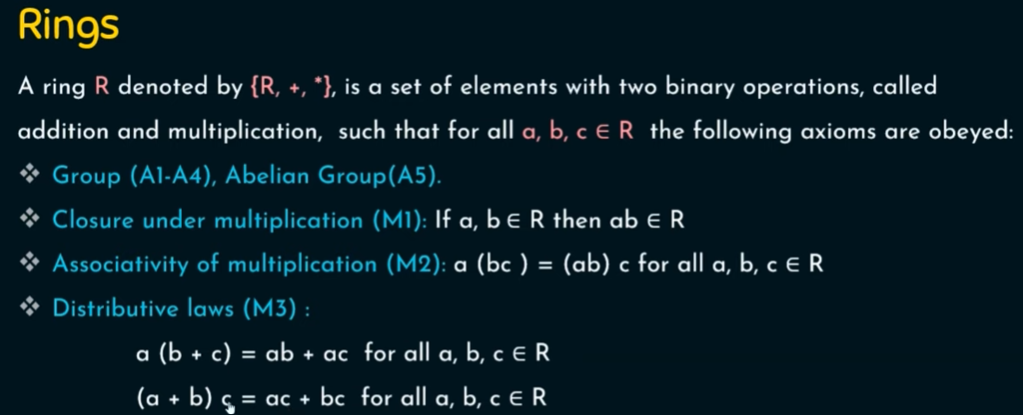 Rings
A ring R denoted by {R, +, *}, is a set of elements with two binary operations, called
addition and multiplication, such that for all a, b, c ∈ R the following axioms are obeyed:
❖ Group (A1-A4), Abelian Group(A5).
❖ Closure under multiplication (M1): If a, b ∈ R then ab ∈ R
❖ Associativity of multiplication (M2): a (bc ) = (ab) c for all a, b, c ∈ R
❖ Distributive laws (M3) :
a (b + c) = ab + ac for all a, b, c ∈ R
(a + b) c = ac + bc for all a, b, c ∈ R